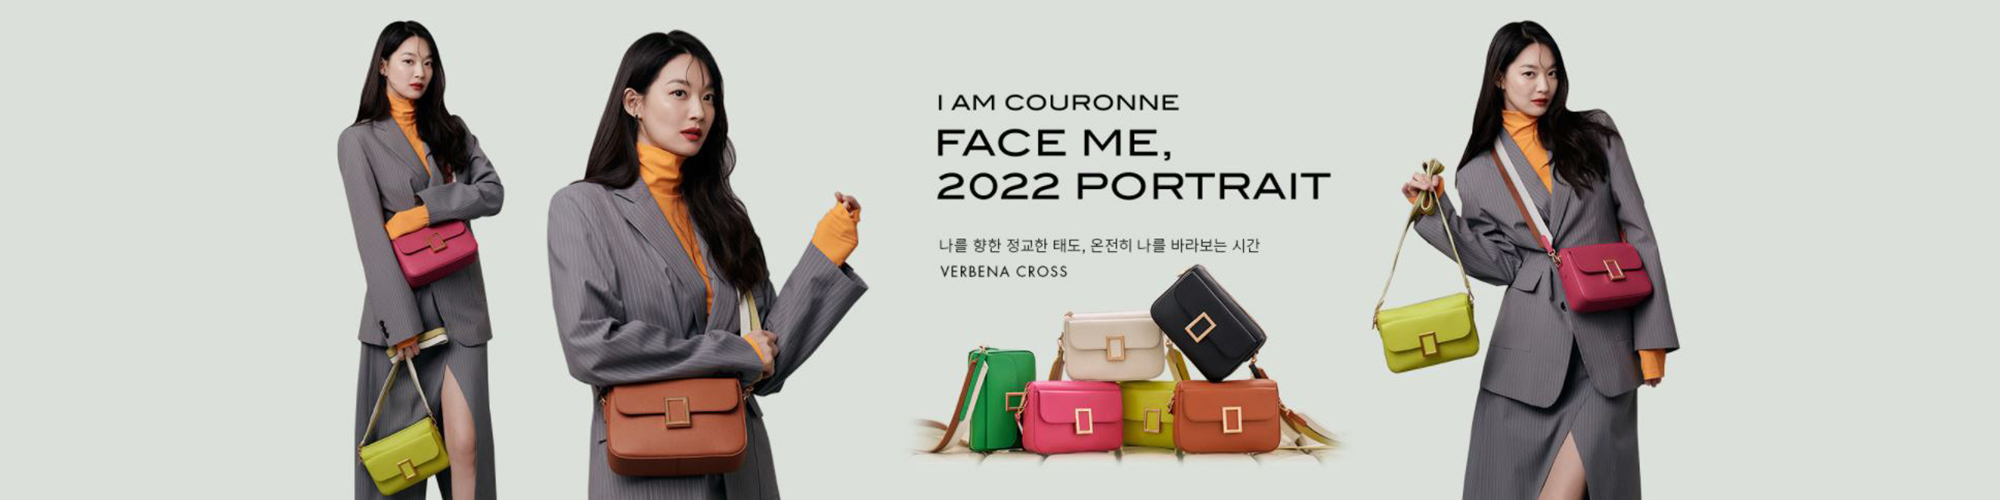 I AM COURONNE
FACE ME,
2022 PORTRAIT
나를 향한 정교한 태도, 온전히 나를 바라보는 시간
VERBENA CROSS